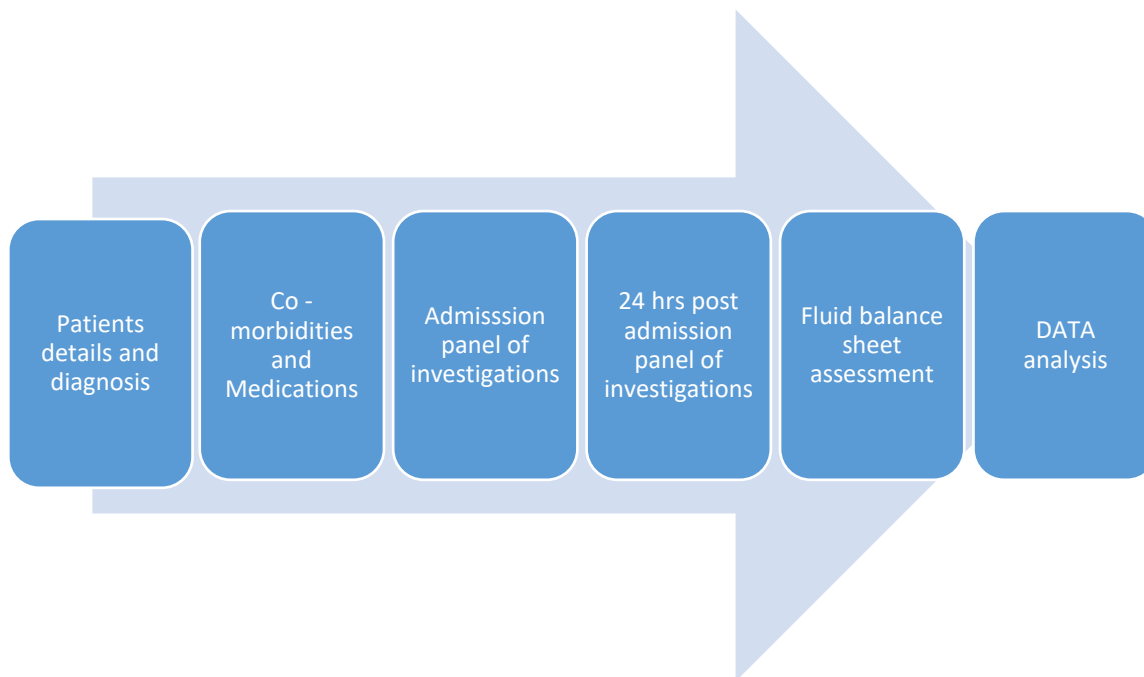 Patients
details and
diagnosis
Co -
morbidities
and
Medications
Admisssion
panel of
investigations
24 hrs post
admission
panel of
investigations
Fluid balance
sheet
assessment
DATA
analysis